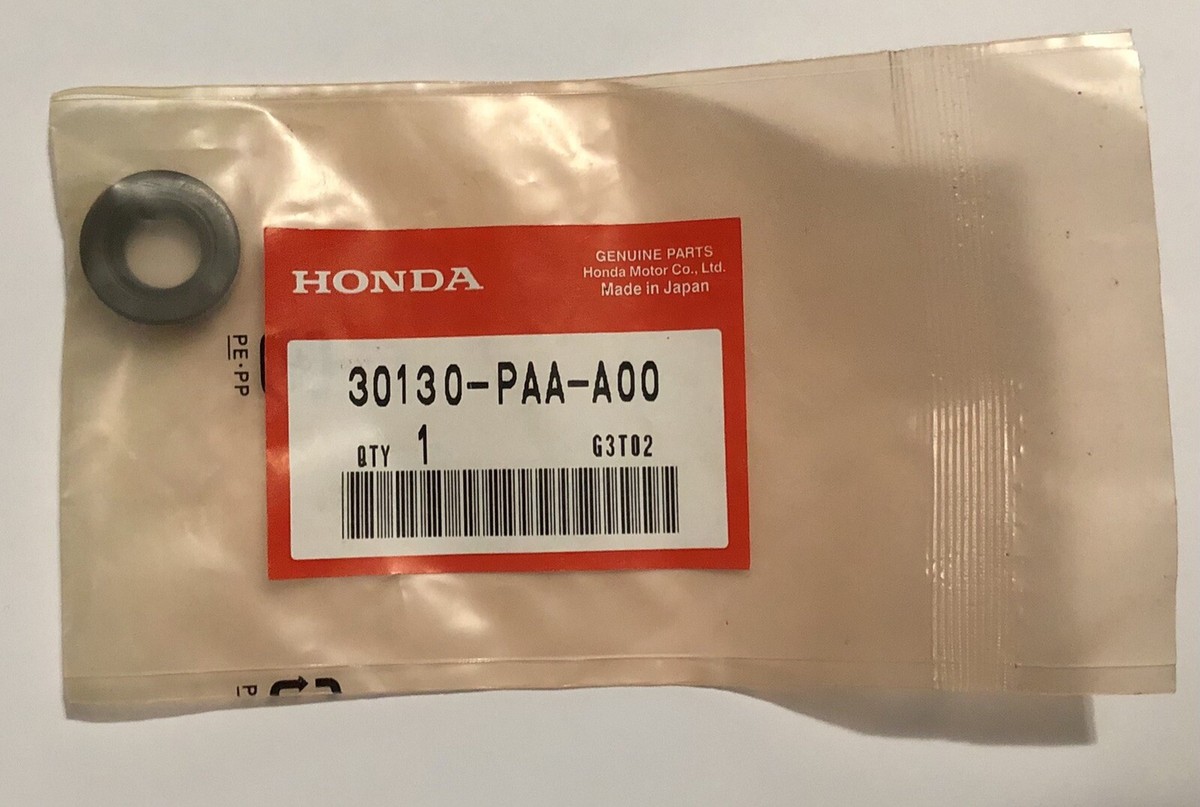 HONDA
GENUINE PARTS
Honda Motor Co., Ltd.
Made in Japan
PE·PP
30130-PAA-A00
QTY 1 G3T02
P